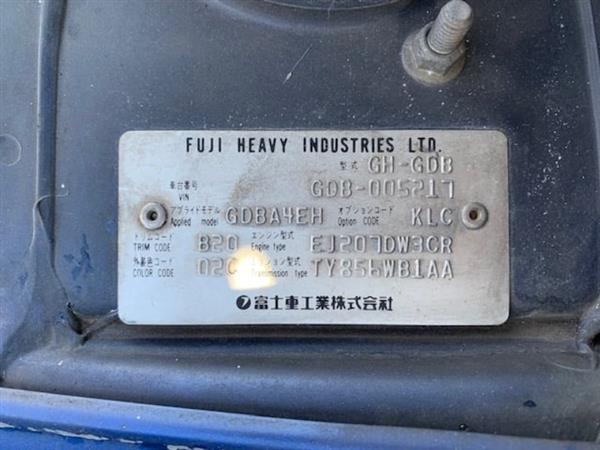 FUJI HEAVY INDUSTRIES LTD.
型式 GH-GDB
車台番号 VIN GDB-005217
アプライドモデル Applied model GDBA4EH オプションコード Option CODE KLC
トリムコード TRIM CODE B20 エンジン型式 Engine type EJ207DW3CR
外装色コード COLOR CODE 02C ミッション型式 Transmission type TY856WB1AA
富士重工業株式会社